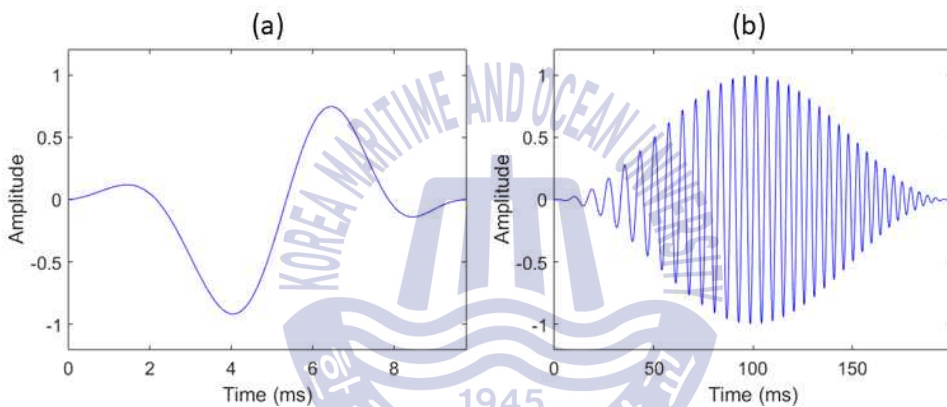 (a)
1
0.5
0
-0.5
-1
Amplitude
0 2 4 6 8
Time (ms)
(b)
1
0.5
0
-0.5
-1
Amplitude
0 50 100 150
Time (ms)
KOREA MARITIME AND OCEAN UNIVERSITY
1945